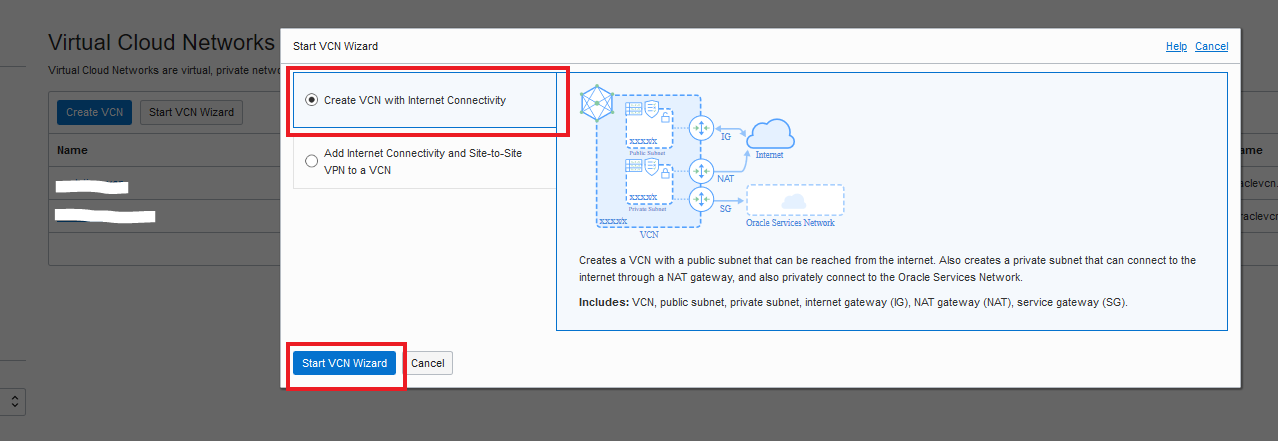 Virtual Cloud Networks
Virtual Cloud Networks are virtual, private netwo
Create VCN
Start VCN Wizard
Name
Start VCN Wizard
Help
Cancel
Create VCN with Internet Connectivity
Add Internet Connectivity and Site-to-Site
VPN to a VCN
xxxx/x
Public Subnet
xxxx/x
Private Subnet
xxxx/x
VCN
IG
NAT
SG
Internet
Oracle Services Network
Creates a VCN with a public subnet that can be reached from the internet. Also creates a private subnet that can connect to the
internet through a NAT gateway, and also privately connect to the Oracle Services Network.
Includes: VCN, public subnet, private subnet, internet gateway (IG), NAT gateway (NAT), service gateway (SG).
Start VCN Wizard
Cancel
ame
aclevcn.
raclevcn